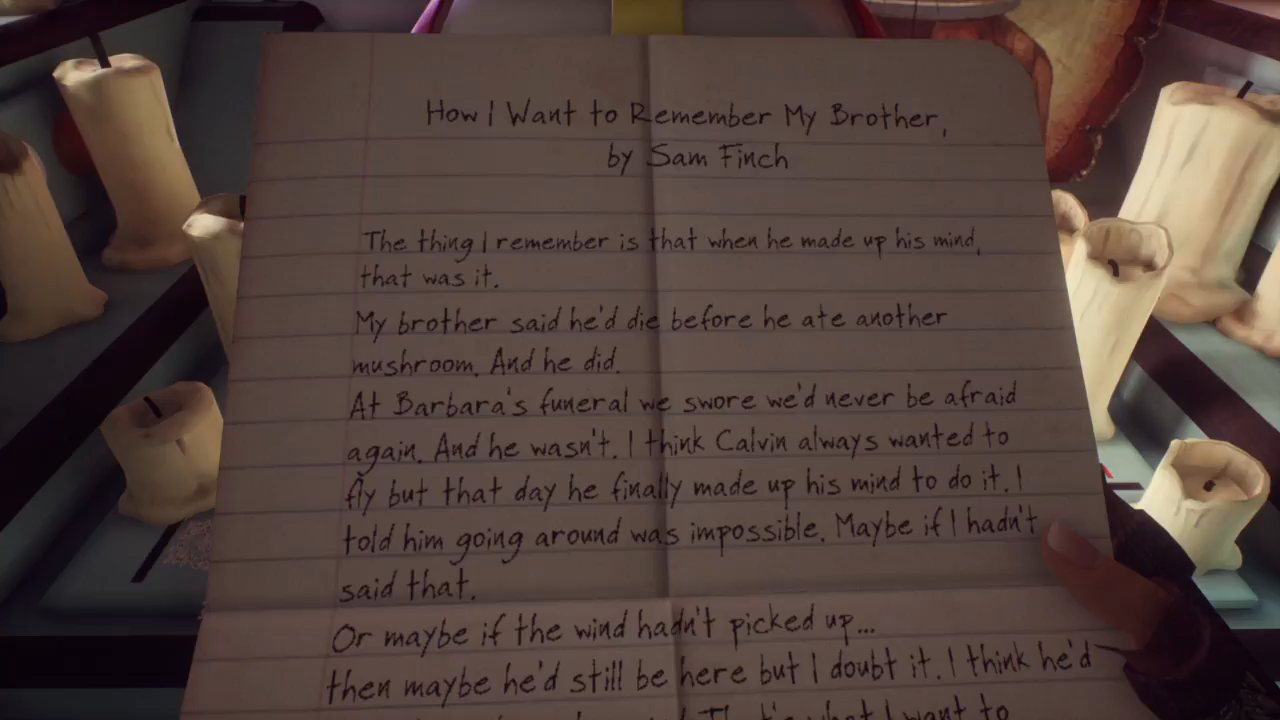 How I Want to Remember My Brother,
by Sam Finch
The thing I remember is that when he made up his mind,
that was it.
My brother said he'd die before he ate another
mushroom. And he did.
At Barbara's funeral we swore we'd never be afraid
again. And he wasn't. I think Calvin always wanted to
fly but that day he finally made up his mind to do it. I
told him going around was impossible. Maybe if I hadn't
said that.
Or maybe if the wind hadn't picked up...
then maybe he'd still be here but I doubt it. I think he'd
That's what I want to